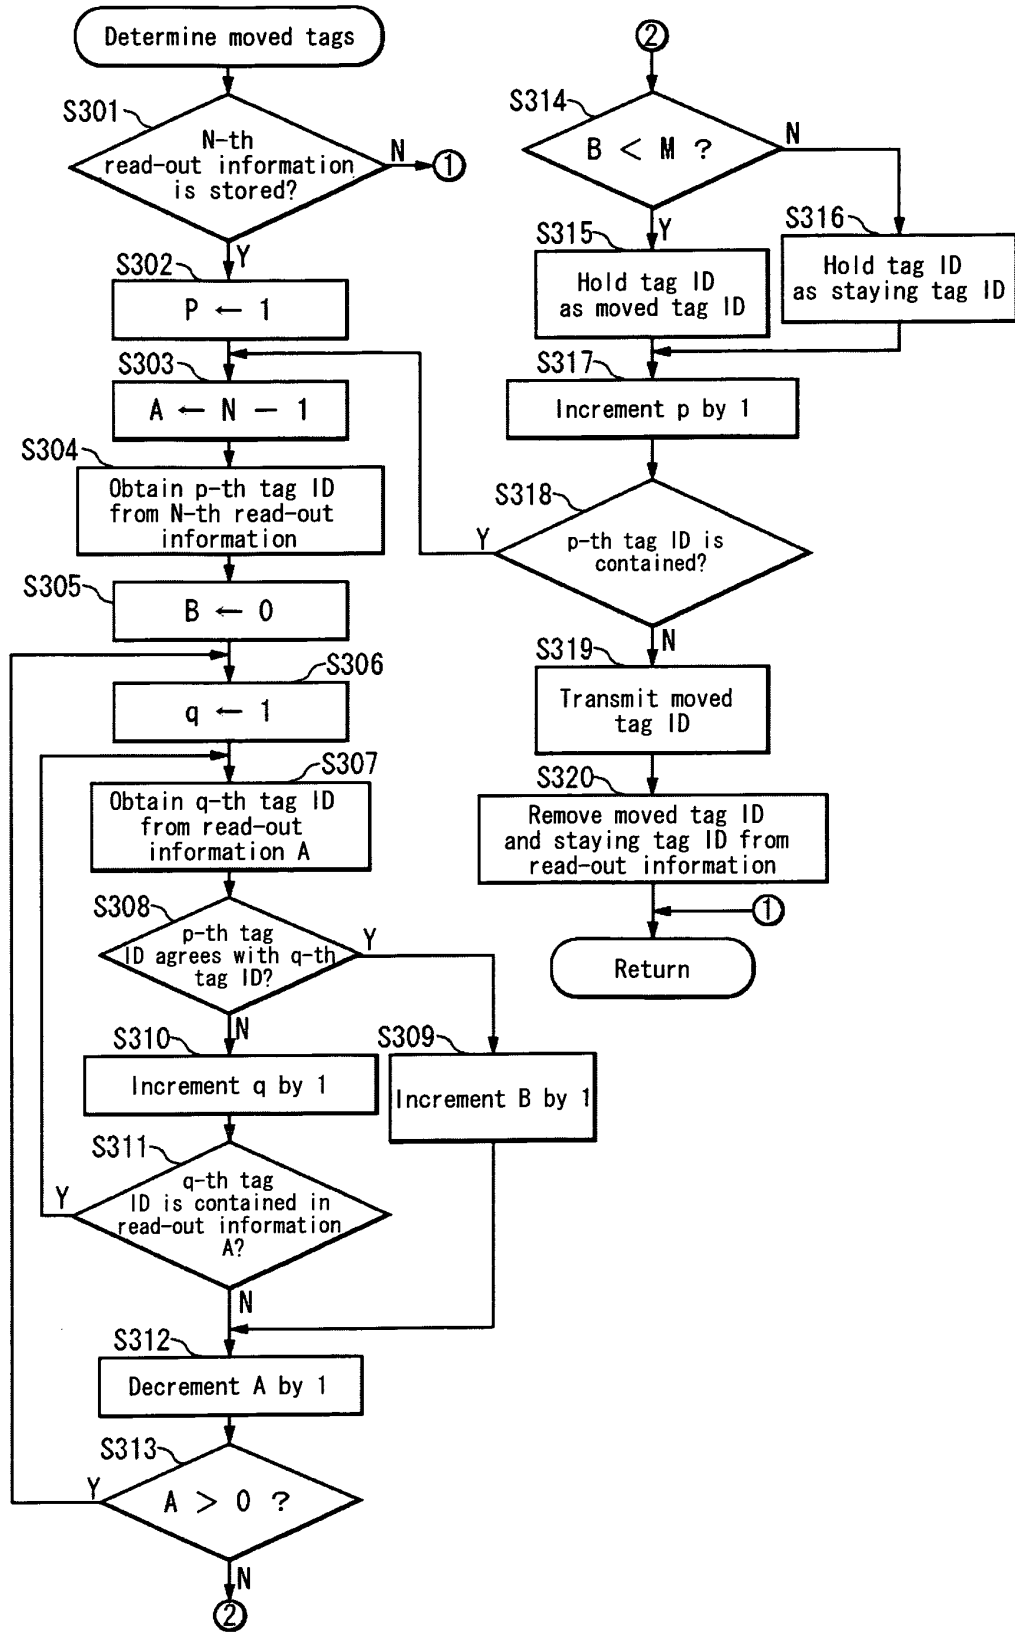 Determine moved tags
S301
N-th
read-out information
is stored?
N
1
Y
S302
P ← 1
S303
A ← N − 1
S304
Obtain p-th tag ID
from N-th read-out
information
S305
B ← 0
S306
q ← 1
S307
Obtain q-th tag ID
from read-out
information A
S308
p-th tag
ID agrees with q-th
tag ID?
Y
N
S310
Increment q by 1
S309
Increment B by 1
S311
q-th tag
ID is contained in
read-out information
A?
Y
N
S312
Decrement A by 1
S313
A > 0 ?
Y
N
2
2
S314
B < M ?
N
Y
S315
Hold tag ID
as moved tag ID
S316
Hold tag ID
as staying tag ID
S317
Increment p by 1
S318
p-th tag ID is
contained?
Y
N
S319
Transmit moved
tag ID
S320
Remove moved tag ID
and staying tag ID from
read-out information
1
Return